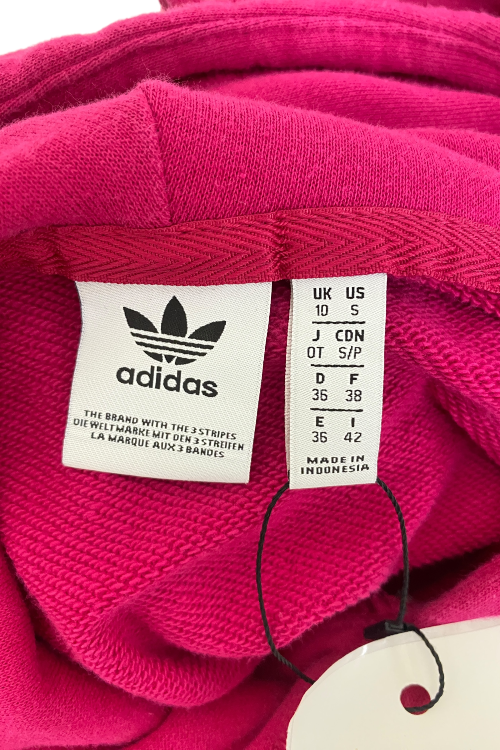 adidas
THE BRAND WITH THE 3 STRIPES
DIE WELTMARKE MIT DEN 3 STREIFEN
LA MARQUE AUX 3 BANDES
UK US
10 S
J CDN
OT S/P
D F
36 38
E I
36 42
MADE IN
INDONESIA